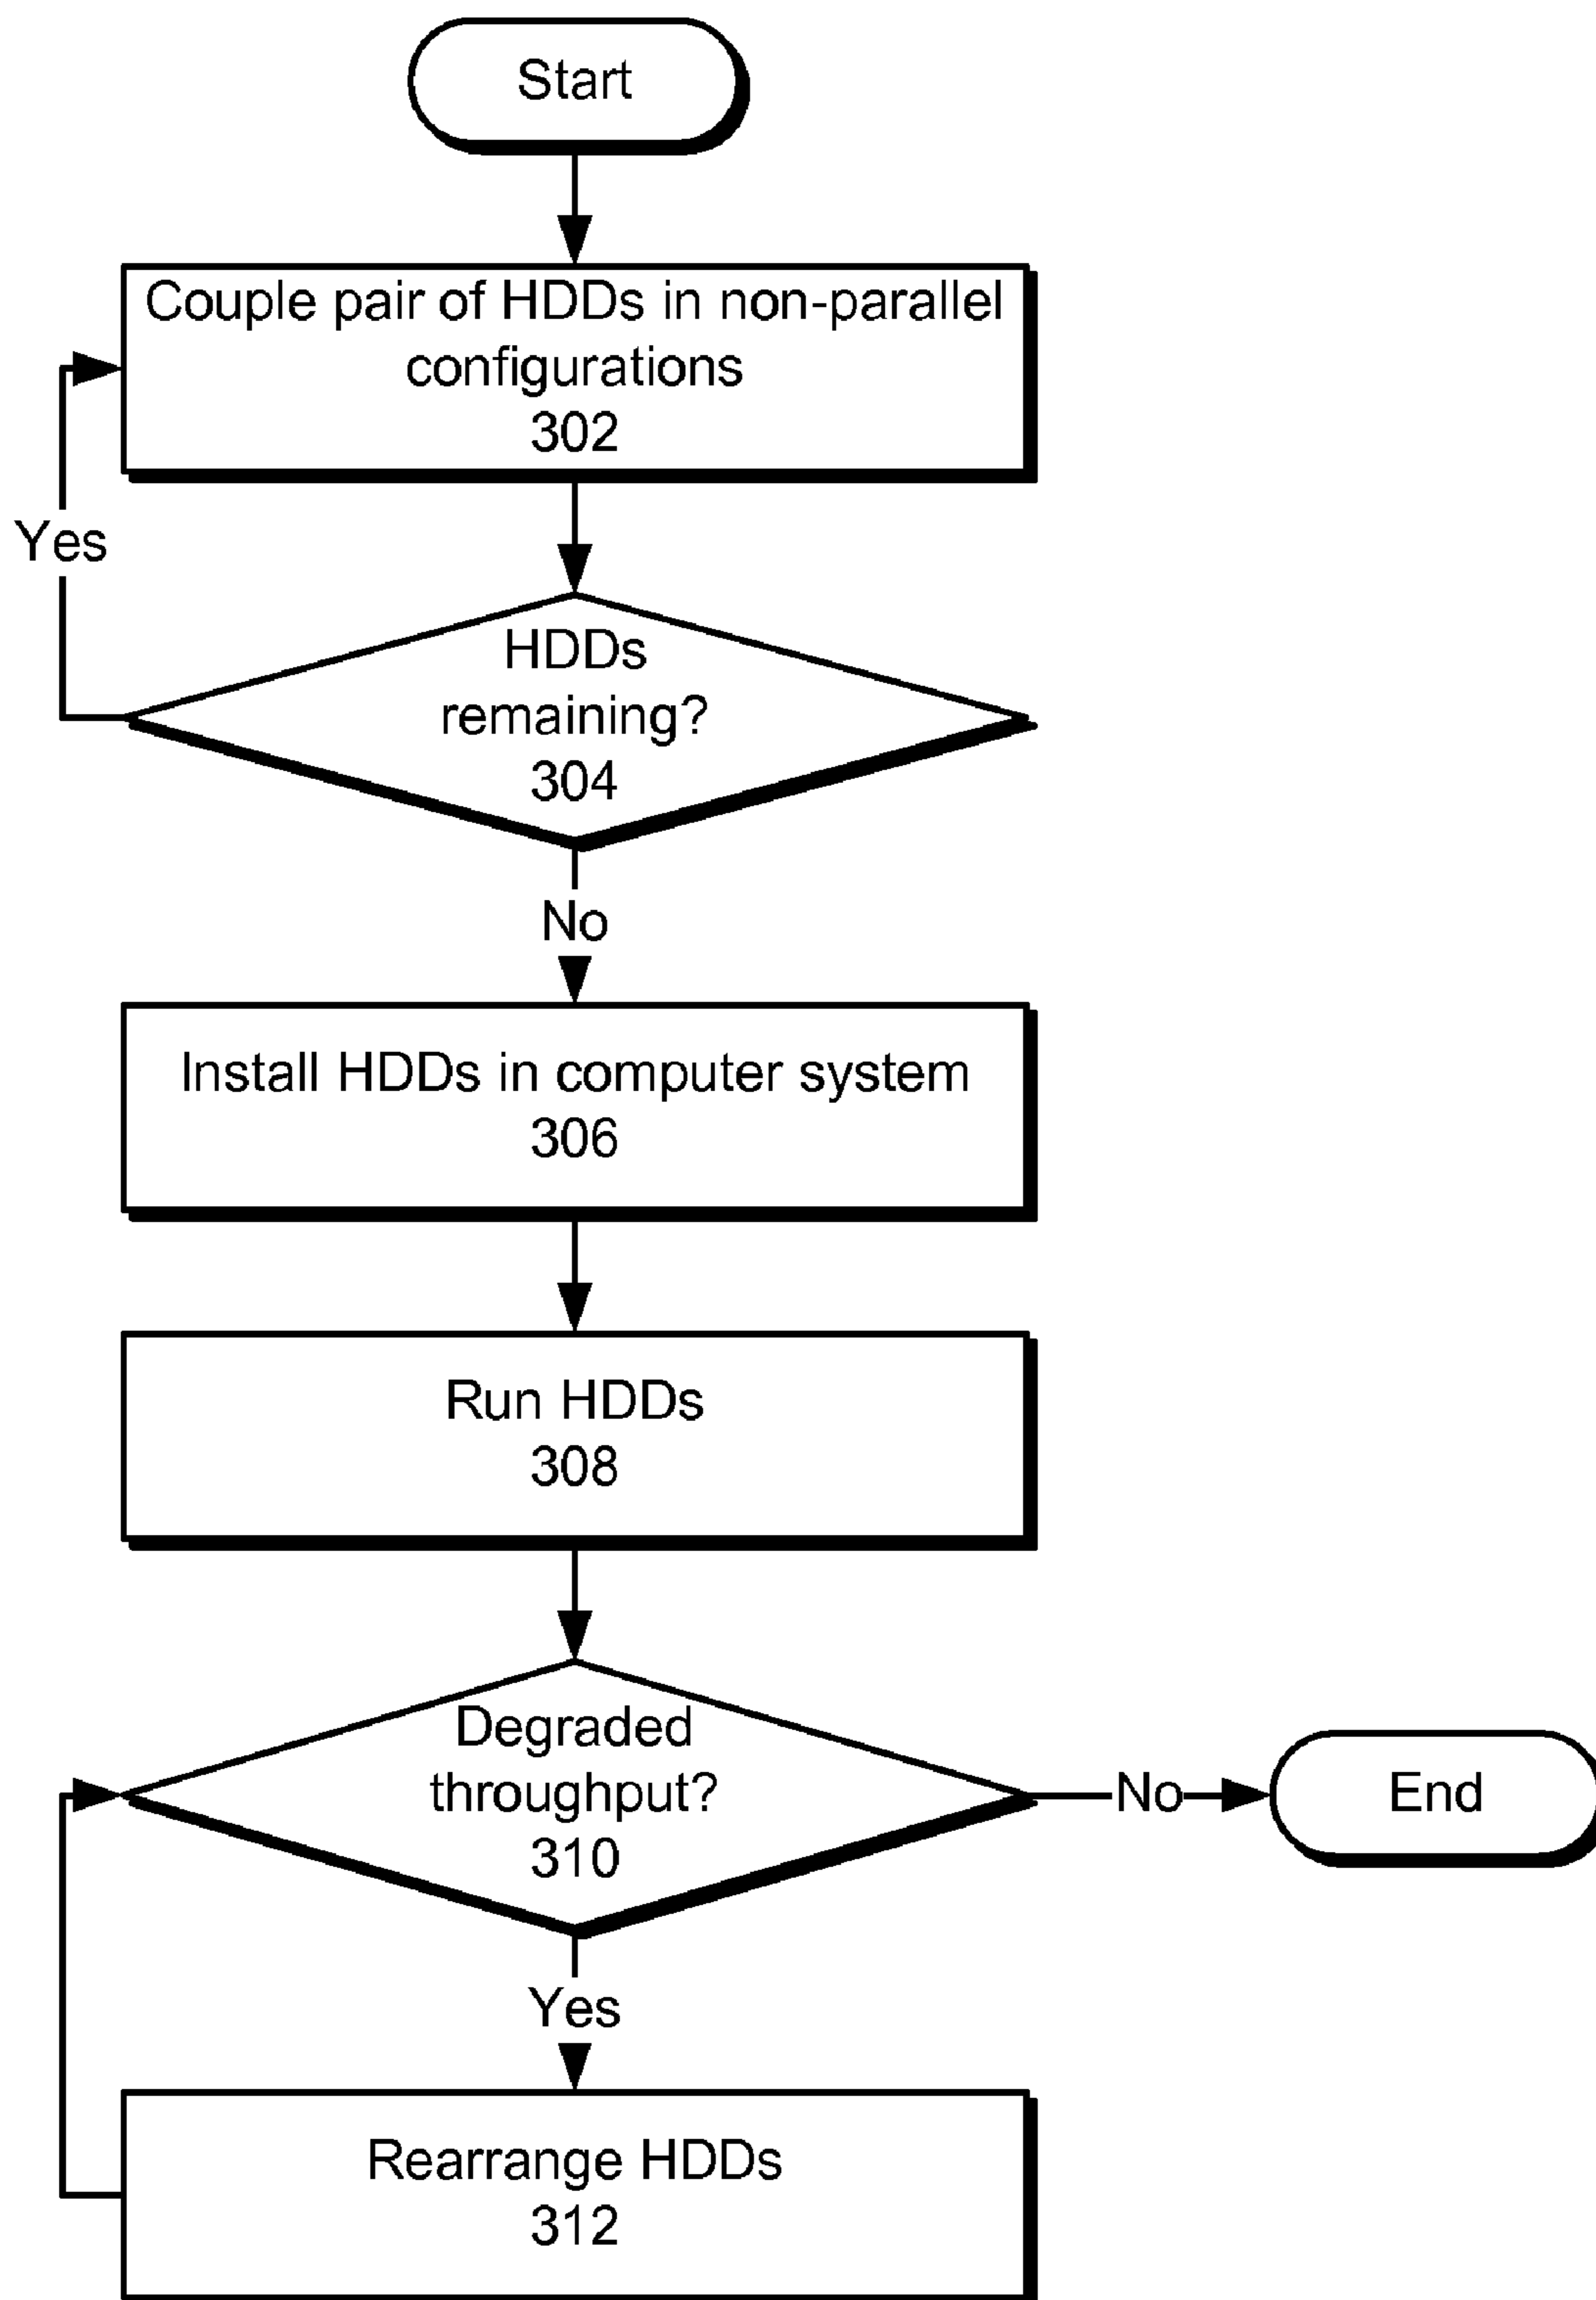 Start
Couple pair of HDDs in non-parallel
configurations
302
Yes
HDDs
remaining?
304
No
Install HDDs in computer system
306
Run HDDs
308
Degraded
throughput?
310
No
End
Yes
Rearrange HDDs
312